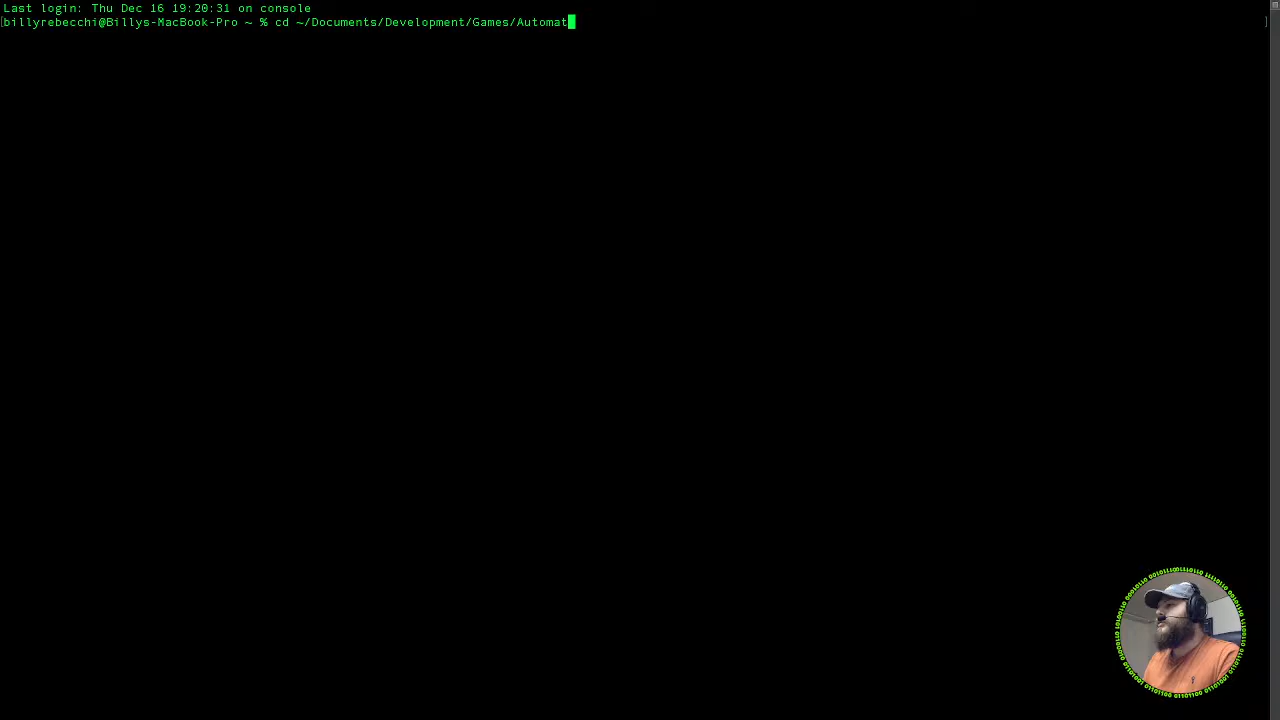 Last login: Thu Dec 16 19:20:31 on console
[billyrebecchi@Billys-MacBook-Pro ~ % cd ~/Documents/Development/Games/Automat ]